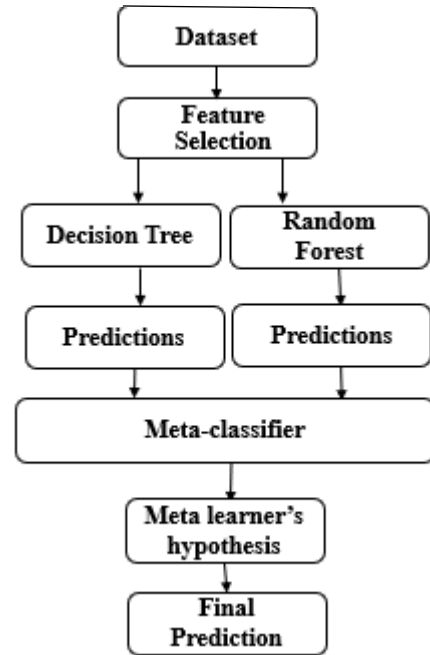 Dataset
Feature
Selection
Decision Tree
Random
Forest
Predictions
Predictions
Meta-classifier
Meta learner's
hypothesis
Final
Prediction